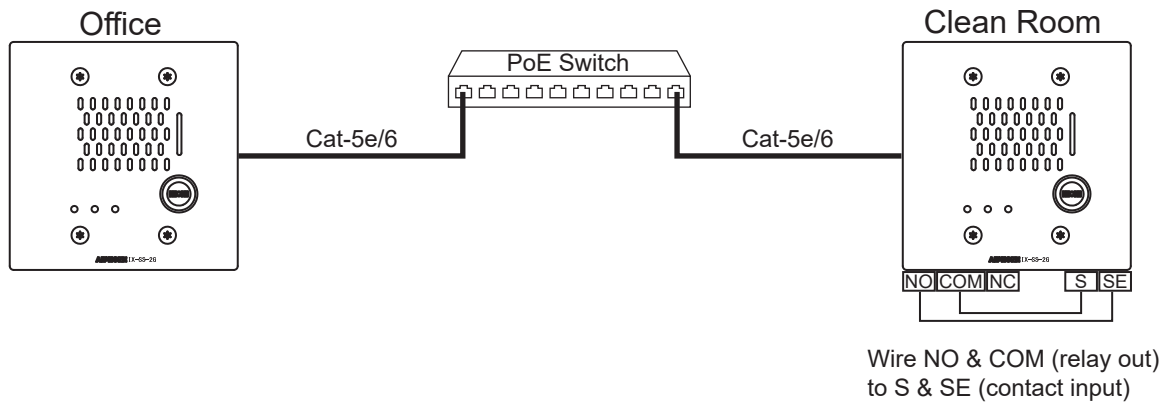 Office
Clean Room
PoE Switch
Cat-5e/6
Cat-5e/6
IX-SS-2G
IX-SS-2G
NO COM NC S SE
Wire NO & COM (relay out)
to S & SE (contact input)